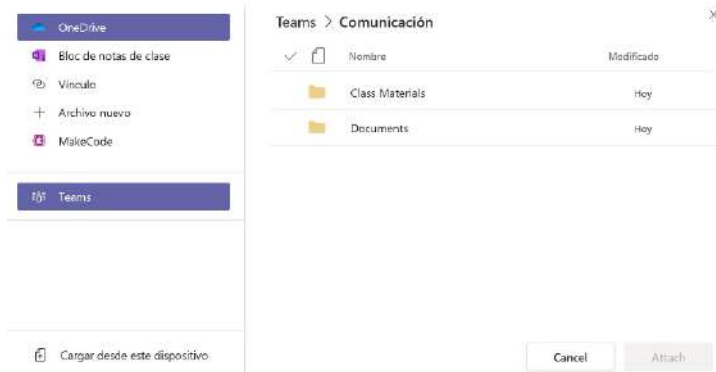 OneDrive
Bloc de notas de clase
Vínculo
Archivo nuevo
MakeCode
Teams
Cargar desde este dispositivo
Teams > Comunicación
Nombre Modificado
Class Materials Hoy
Documents Hoy
Cancel Attach